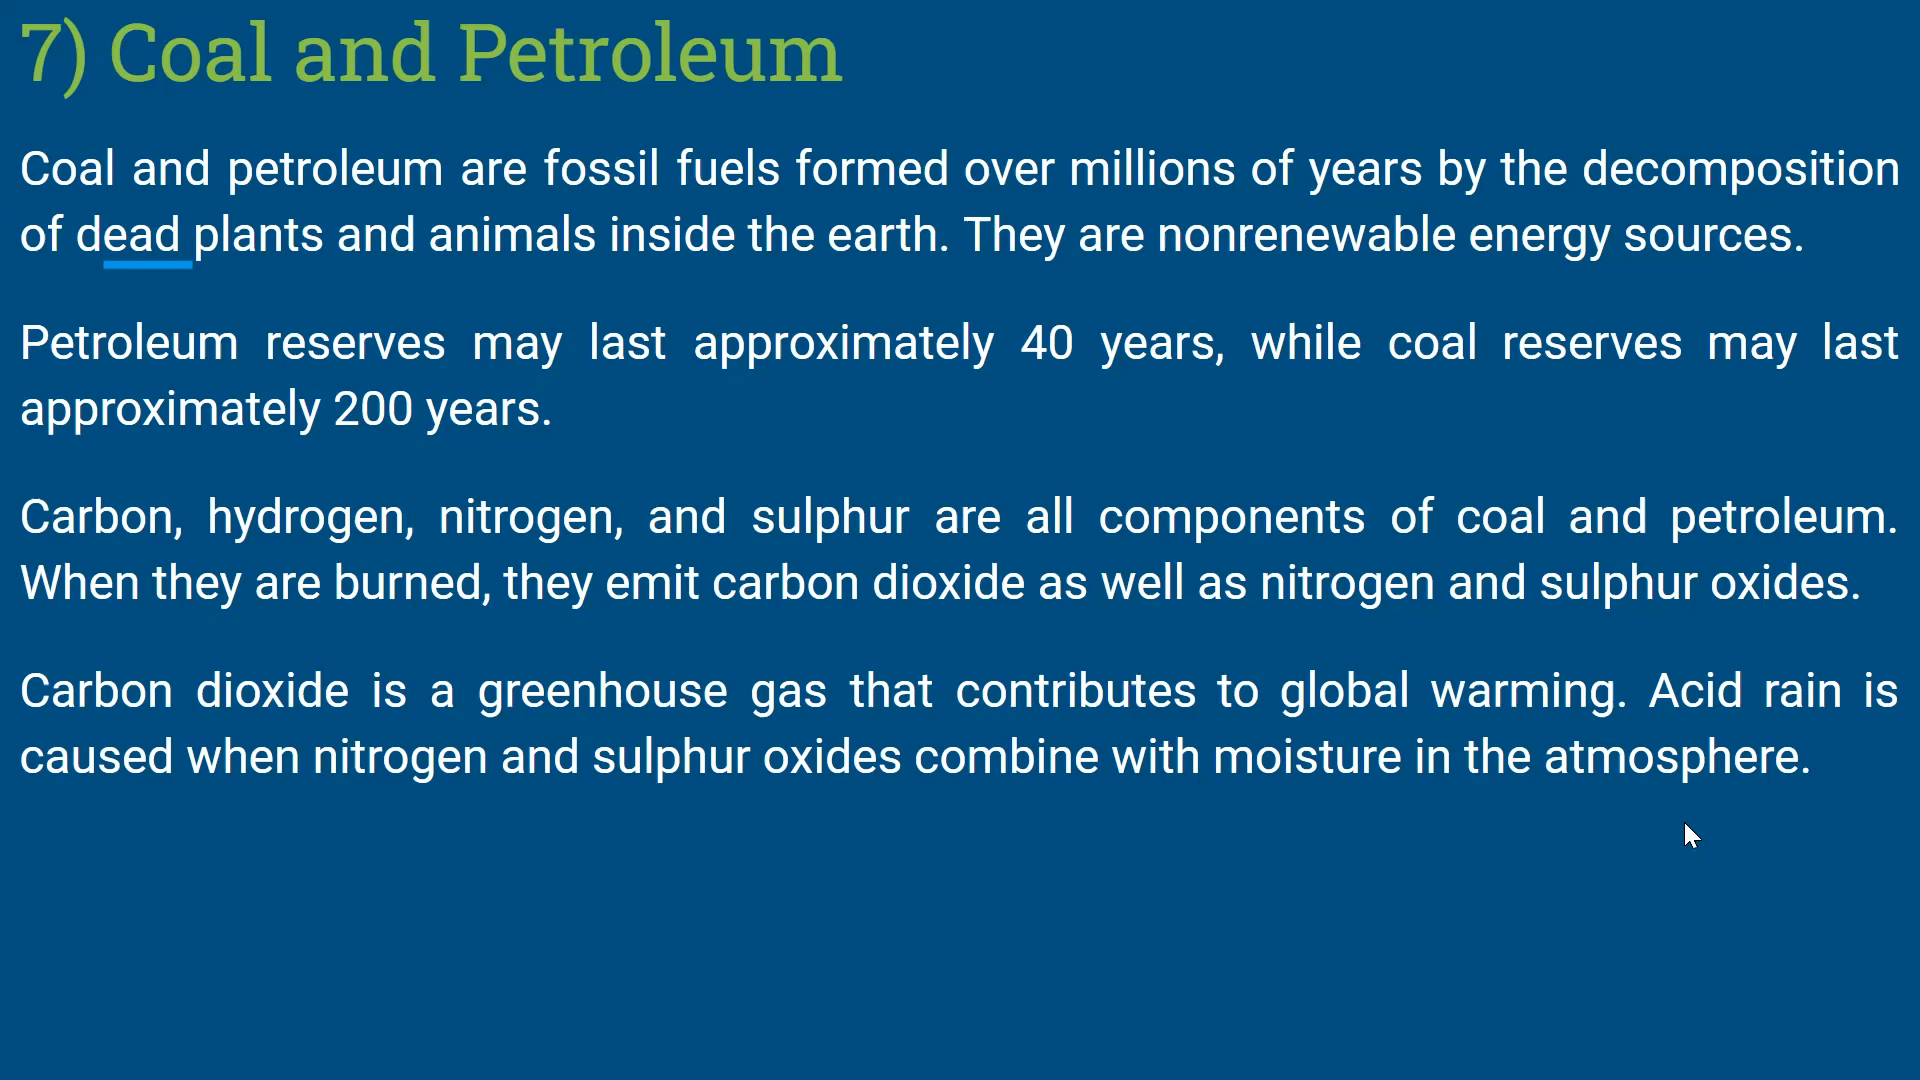 7) Coal and Petroleum
Coal and petroleum are fossil fuels formed over millions of years by the decomposition
of dead plants and animals inside the earth. They are nonrenewable energy sources.
Petroleum reserves may last approximately 40 years, while coal reserves may last
approximately 200 years.
Carbon, hydrogen, nitrogen, and sulphur are all components of coal and petroleum.
When they are burned, they emit carbon dioxide as well as nitrogen and sulphur oxides.
Carbon dioxide is a greenhouse gas that contributes to global warming. Acid rain is
caused when nitrogen and sulphur oxides combine with moisture in the atmosphere.